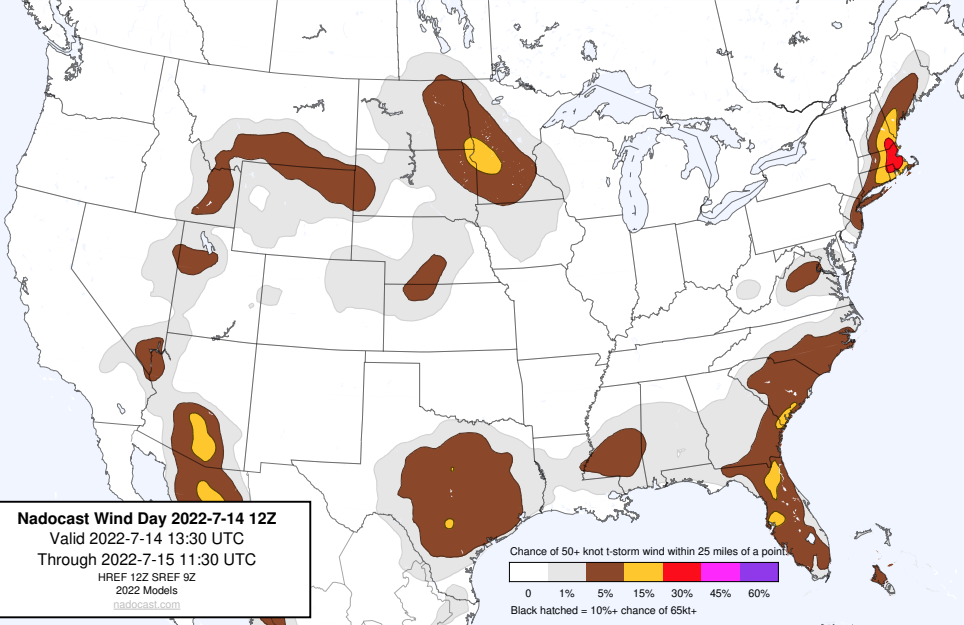 Nadocast Wind Day 2022-7-14 12Z
Valid 2022-7-14 13:30 UTC
Through 2022-7-15 11:30 UTC
HREF 12Z SREF 9Z
2022 Models
nadocast.com
Chance of 50+ knot t-storm wind within 25 miles of a point.
0 1% 5% 15% 30% 45% 60%
Black hatched = 10%+ chance of 65kt+